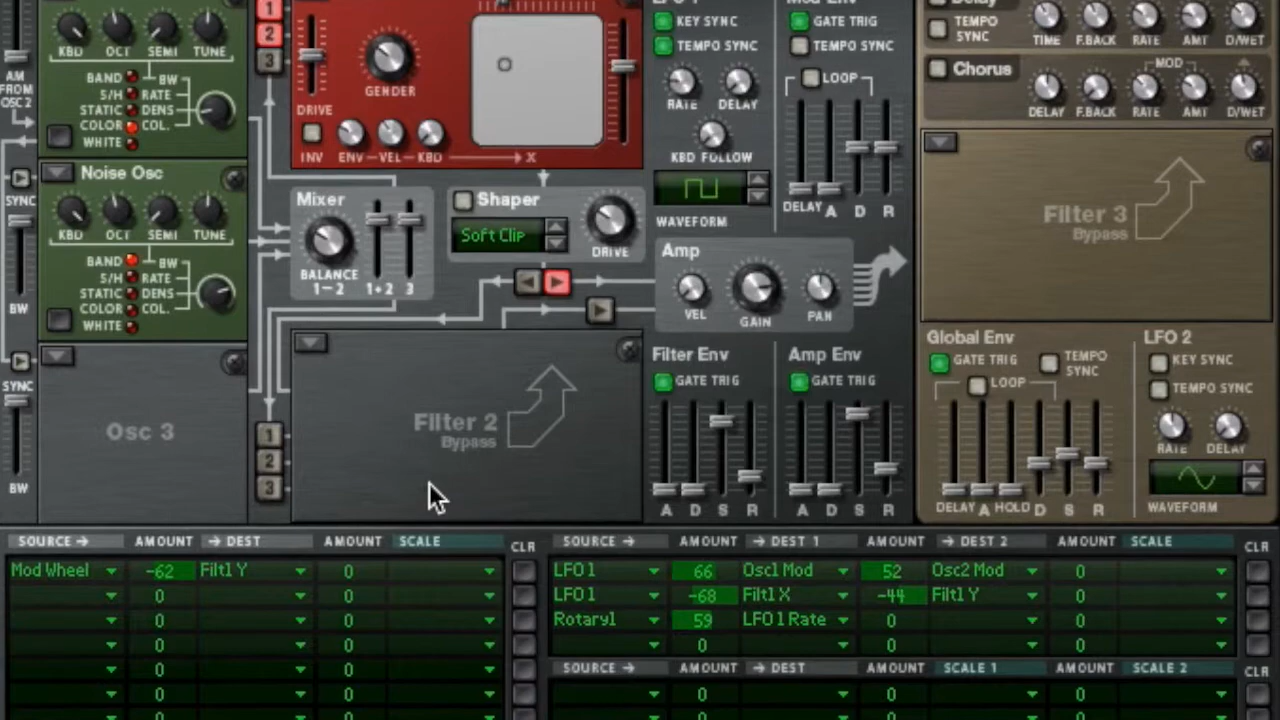 KBD OCT SEMI TUNE
AM FROM OSC 2
BAND BW
S/H RATE
STATIC DENS
COLOR COL.
WHITE
SYNC
BW
Noise Osc
KBD OCT SEMI TUNE
BAND BW
S/H RATE
STATIC DENS
COLOR COL.
WHITE
SYNC
BW
Osc 3
1
2
3
DRIVE
GENDER
INV ENV VEL KBD X
Mixer
BALANCE
1-2 1+2 3
Shaper
Soft Clip
DRIVE
Filter 2
Bypass
1
2
3
KEY SYNC
TEMPO SYNC
RATE DELAY
KBD FOLLOW
WAVEFORM
GATE TRIG
TEMPO SYNC
LOOP
DELAY A D R
Amp
VEL GAIN PAN
Filter Env
GATE TRIG
A D S R
Amp Env
GATE TRIG
A D S R
Delay
TEMPO SYNC
TIME F.BACK RATE AMT D/WET
Chorus
MOD
DELAY F.BACK RATE AMT D/WET
Filter 3
Bypass
Global Env
GATE TRIG
TEMPO SYNC
LOOP
DELAY A HOLD D S R
LFO 2
KEY SYNC
TEMPO SYNC
RATE DELAY
WAVEFORM
SOURCE → AMOUNT → DEST AMOUNT SCALE CLR
Mod Wheel -62 Filt1 Y 0
0 0
0 0
0 0
0 0
0 0
SOURCE → AMOUNT → DEST 1 AMOUNT → DEST 2 AMOUNT SCALE CLR
LFO 1 66 Osc1 Mod 52 Osc2 Mod 0
LFO 1 -68 Filt1 X -44 Filt1 Y 0
Rotary1 59 LFO 1 Rate 0 0
0 0 0
SOURCE → AMOUNT → DEST AMOUNT SCALE 1 AMOUNT SCALE 2 CLR
0 0 0